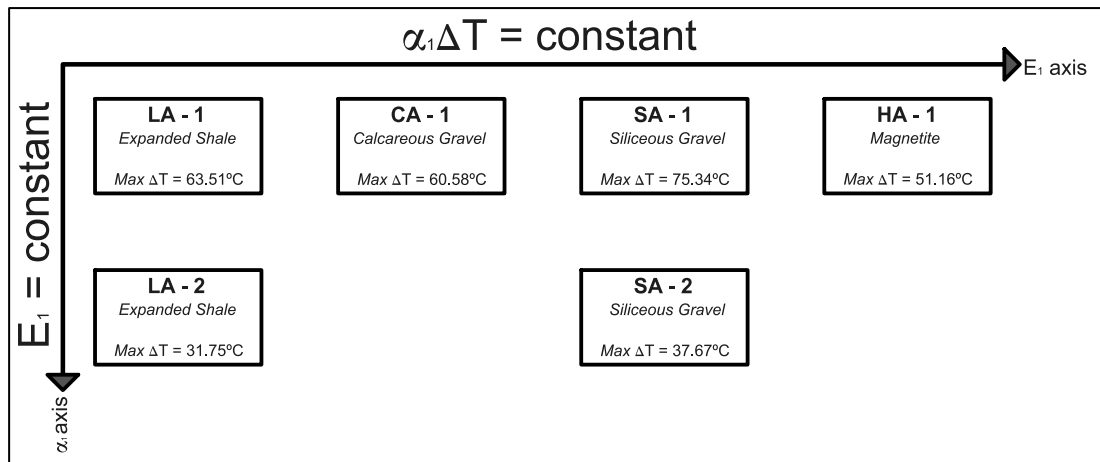 α₁ΔT = constant
E₁ axis
E₁ = constant
LA - 1
Expanded Shale
Max ΔT = 63.51ºC
CA - 1
Calcareous Gravel
Max ΔT = 60.58ºC
SA - 1
Siliceous Gravel
Max ΔT = 75.34ºC
HA - 1
Magnetite
Max ΔT = 51.16ºC
LA - 2
Expanded Shale
Max ΔT = 31.75ºC
SA - 2
Siliceous Gravel
Max ΔT = 37.67ºC
α₁ axis